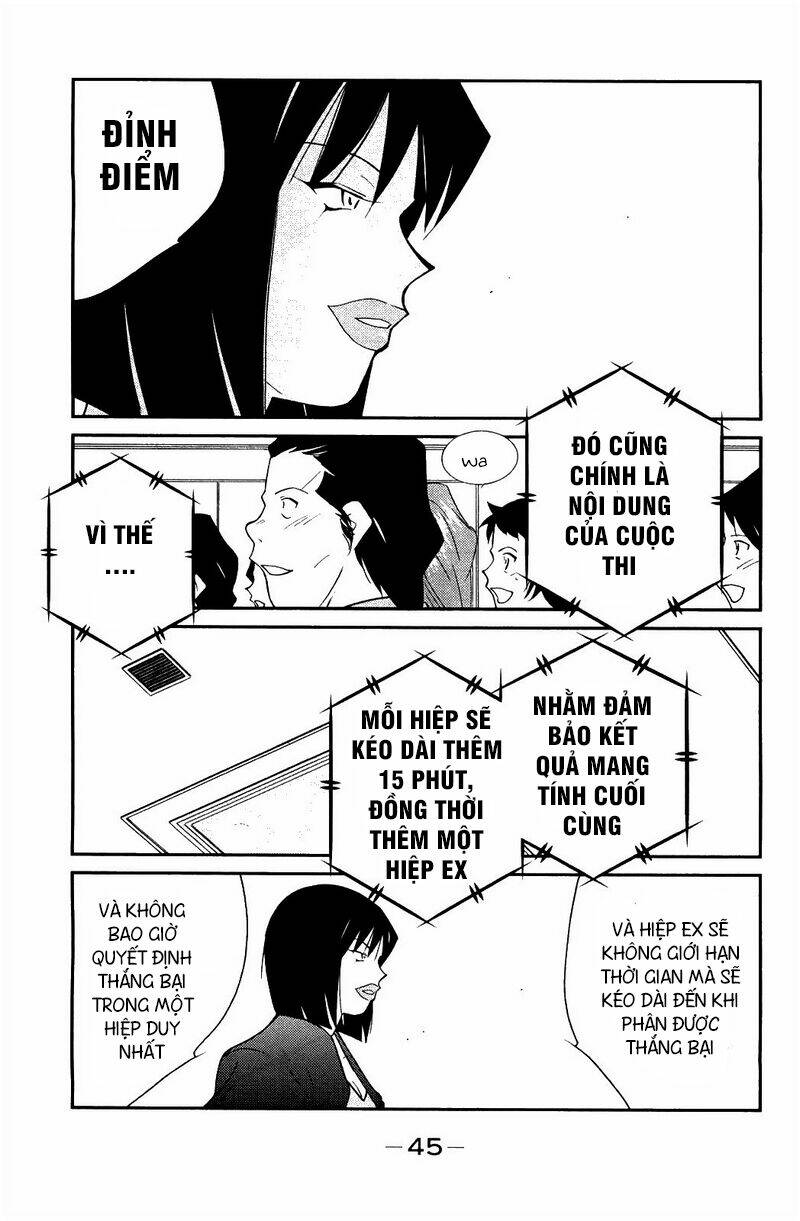 ĐỈNH
ĐIỂM
wa
ĐÓ CŨNG
CHÍNH LÀ
NỘI DUNG
CỦA CUỘC
THI
VÌ THẾ
....
NHẰM ĐẢM
BẢO KẾT
QUẢ MANG
TÍNH CUỐI
CÙNG
MỖI HIỆP SẼ
KÉO DÀI THÊM
15 PHÚT,
ĐỒNG THỜI
THÊM MỘT
HIỆP EX
VÀ HIỆP EX SẼ
KHÔNG GIỚI HẠN
THỜI GIAN MÀ SẼ
KÉO DÀI ĐẾN KHI
PHÂN ĐƯỢC
THẮNG BẠI
VÀ KHÔNG
BAO GIỜ
QUYẾT ĐỊNH
THẮNG BẠI
TRONG MỘT
HIỆP DUY
NHẤT
—45—